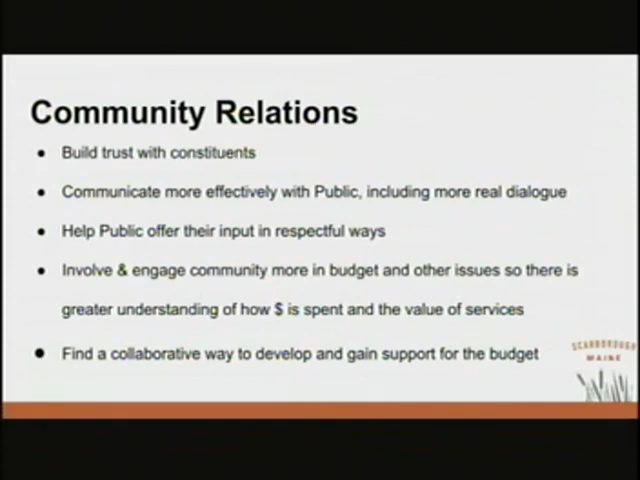 Community Relations
● Build trust with constituents
● Communicate more effectively with Public, including more real dialogue
● Help Public offer their input in respectful ways
● Involve & engage community more in budget and other issues so there is
greater understanding of how $ is spent and the value of services
● Find a collaborative way to develop and gain support for the budget
SCARBOROUGH
MAINE